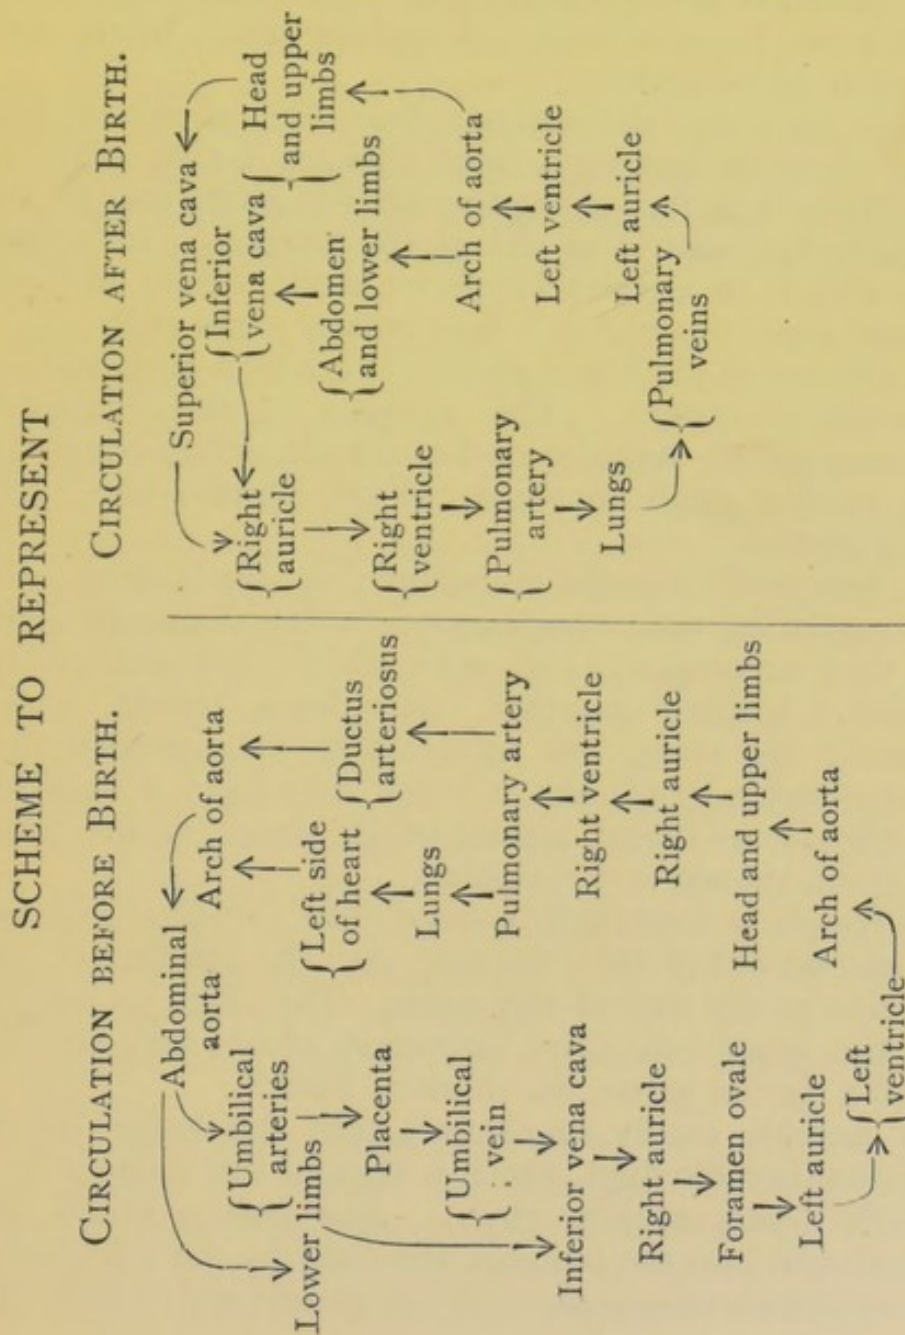 SCHEME TO REPRESENT
CIRCULATION BEFORE BIRTH.
Abdominal
aorta
Umbilical
arteries
Lower limbs
Placenta
Umbilical
; vein
Inferior vena cava
Right auricle
Foramen ovale
Left auricle
Left
ventricle
Arch of aorta
Left side
of heart
Ductus
arteriosus
Lungs
Pulmonary artery
Right ventricle
Right auricle
Head and upper limbs
Arch of aorta
CIRCULATION AFTER BIRTH.
Superior vena cava
Right
auricle
Right
ventricle
Pulmonary
artery
Lungs
Inferior
vena cava
Head
and upper
limbs
Abdomen
and lower limbs
Arch of aorta
Left ventricle
Left auricle
Pulmonary
veins